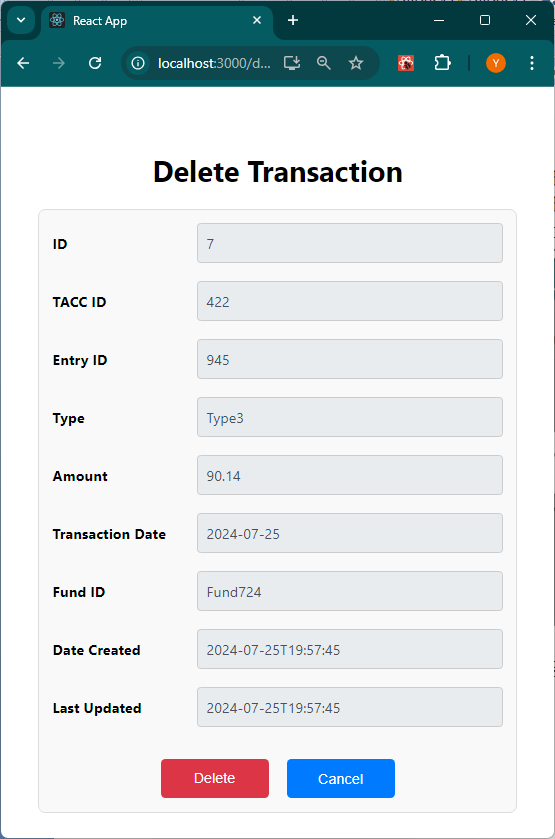 React App
localhost:3000/d...
Y
Delete Transaction
ID 7
TACC ID 422
Entry ID 945
Type Type3
Amount 90.14
Transaction Date 2024-07-25
Fund ID Fund724
Date Created 2024-07-25T19:57:45
Last Updated 2024-07-25T19:57:45
Delete Cancel